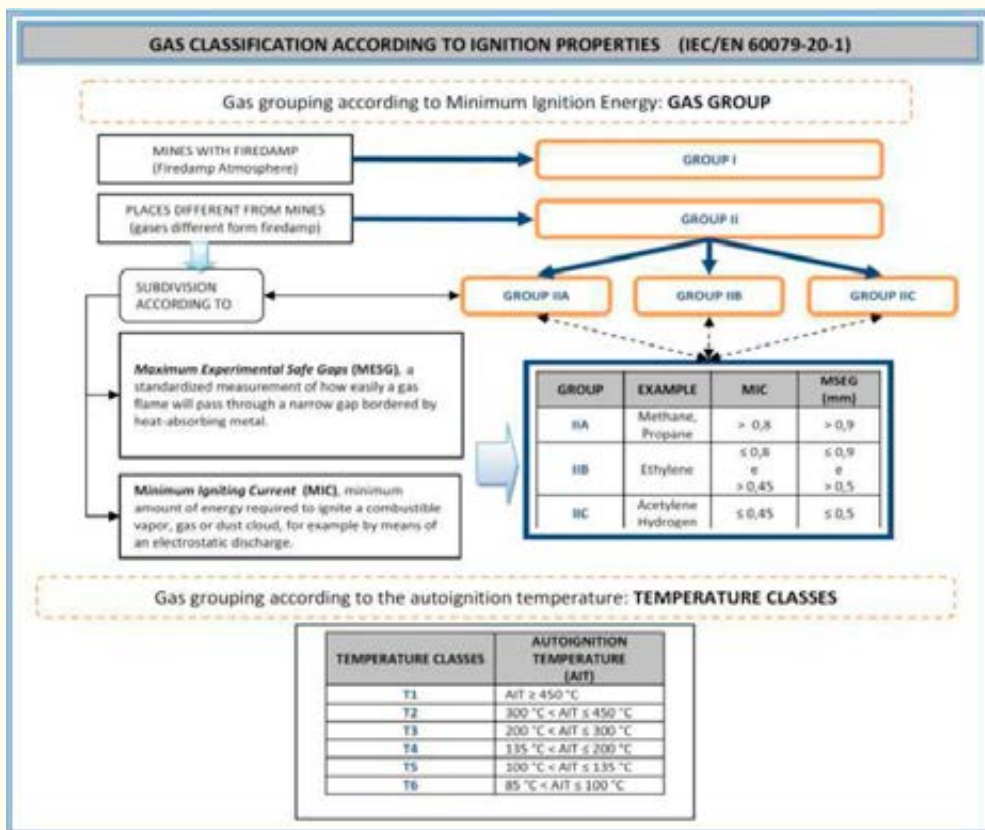 GAS CLASSIFICATION ACCORDING TO IGNITION PROPERTIES (IEC/EN 60079-20-1)
Gas grouping according to Minimum Ignition Energy: GAS GROUP
MINES WITH FIREDAMP
(Firedamp Atmosphere)
GROUP I
PLACES DIFFERENT FROM MINES
(gases different form firedamp)
GROUP II
SUBDIVISION
ACCORDING TO
GROUP IIA
GROUP IIB
GROUP IIC
Maximum Experimental Safe Gaps (MESG), a
standardized measurement of how easily a gas
flame will pass through a narrow gap bordered by
heat-absorbing metal.
Minimum Igniting Current (MIC), minimum
amount of energy required to ignite a combustible
vapor, gas or dust cloud, for example by means of
an electrostatic discharge.
GROUP EXAMPLE MIC MSEG
(mm)
IIA Methane,
Propane > 0,8 > 0,9
IIB Ethylene ≤ 0,8
e
> 0,45 ≤ 0,9
e
> 0,5
IIC Acetylene
Hydrogen ≤ 0,45 ≤ 0,5
Gas grouping according to the autoignition temperature: TEMPERATURE CLASSES
TEMPERATURE CLASSES AUTOIGNITION
TEMPERATURE
(AIT)
T1 AIT ≥ 450 °C
T2 300 °C < AIT ≤ 450 °C
T3 200 °C < AIT ≤ 300 °C
T4 135 °C < AIT ≤ 200 °C
T5 100 °C < AIT ≤ 135 °C
T6 85 °C < AIT ≤ 100 °C